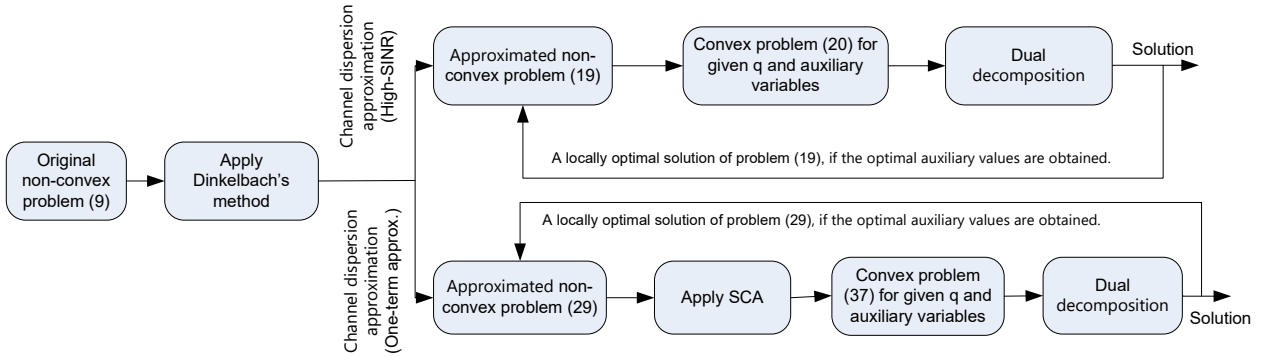 Original
non-convex
problem (9)
Apply
Dinkelbach's
method
Channel dispersion
approximation
(High-SINR)
Approximated non-
convex problem (19)
Convex problem (20) for
given q and auxiliary
variables
Dual
decomposition
Solution
A locally optimal solution of problem (19), if the optimal auxiliary values are obtained.
Channel dispersion
approximation
(One-term approx.)
A locally optimal solution of problem (29), if the optimal auxiliary values are obtained.
Approximated non-
convex problem (29)
Apply SCA
Convex problem
(37) for given q and
auxiliary variables
Dual
decomposition
Solution